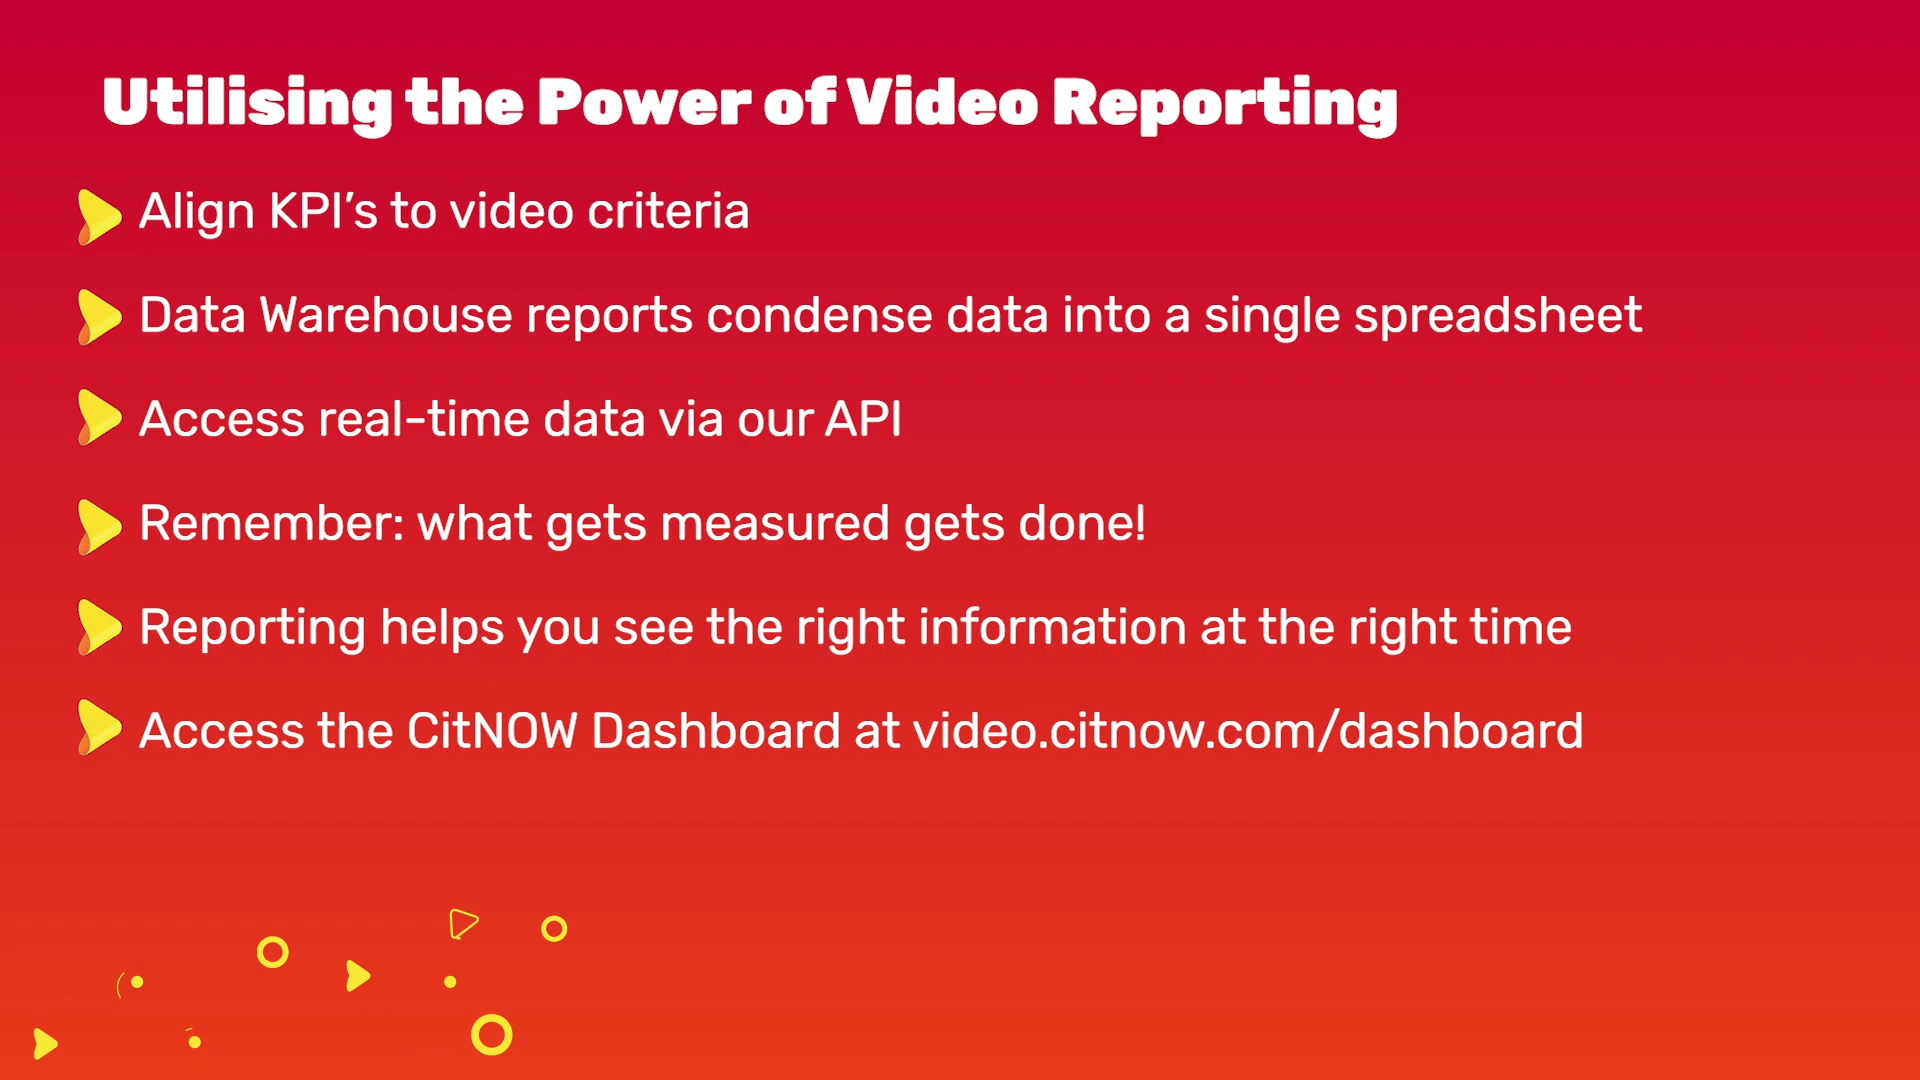 Utilising the Power of Video Reporting
Align KPI’s to video criteria
Data Warehouse reports condense data into a single spreadsheet
Access real-time data via our API
Remember: what gets measured gets done!
Reporting helps you see the right information at the right time
Access the CitNOW Dashboard at video.citnow.com/dashboard